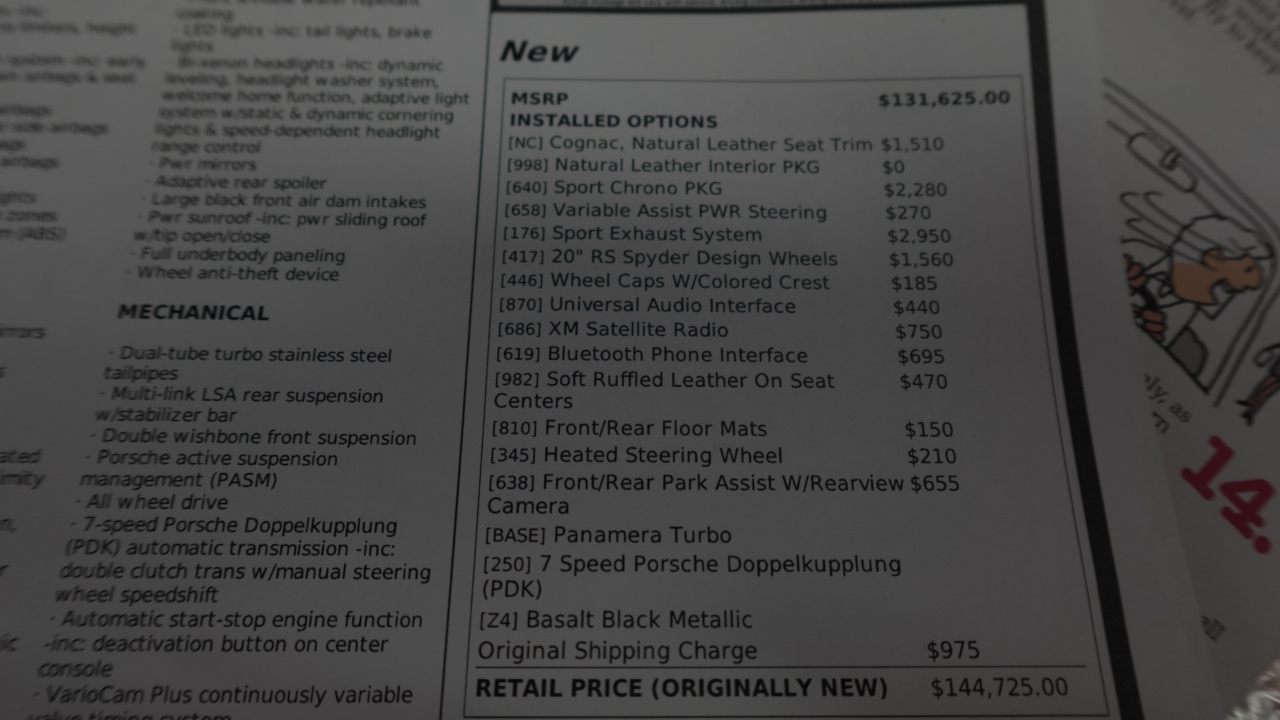 coating
- LED lights -inc: tail lights, brake
lights
- Bi-xenon headlights -inc: dynamic
leveling, headlight washer system,
welcome home function, adaptive light
system w/static & dynamic cornering
lights & speed-dependent headlight
range control
- Pwr mirrors
- Adaptive rear spoiler
- Large black front air dam intakes
- Pwr sunroof -inc: pwr sliding roof
w/tip open/close
- Full underbody paneling
- Wheel anti-theft device
MECHANICAL
- Dual-tube turbo stainless steel
tailpipes
- Multi-link LSA rear suspension
w/stabilizer bar
- Double wishbone front suspension
- Porsche active suspension
management (PASM)
- All wheel drive
- 7-speed Porsche Doppelkupplung
(PDK) automatic transmission -inc:
double clutch trans w/manual steering
wheel speedshift
- Automatic start-stop engine function
-inc: deactivation button on center
console
- VarioCam Plus continuously variable
valve timing system
New
MSRP $131,625.00
INSTALLED OPTIONS
[NC] Cognac, Natural Leather Seat Trim $1,510
[998] Natural Leather Interior PKG $0
[640] Sport Chrono PKG $2,280
[658] Variable Assist PWR Steering $270
[176] Sport Exhaust System $2,950
[417] 20" RS Spyder Design Wheels $1,560
[446] Wheel Caps W/Colored Crest $185
[870] Universal Audio Interface $440
[686] XM Satellite Radio $750
[619] Bluetooth Phone Interface $695
[982] Soft Ruffled Leather On Seat $470
Centers
[810] Front/Rear Floor Mats $150
[345] Heated Steering Wheel $210
[638] Front/Rear Park Assist W/Rearview $655
Camera
[BASE] Panamera Turbo
[250] 7 Speed Porsche Doppelkupplung
(PDK)
[Z4] Basalt Black Metallic
Original Shipping Charge $975
RETAIL PRICE (ORIGINALLY NEW) $144,725.00
14.